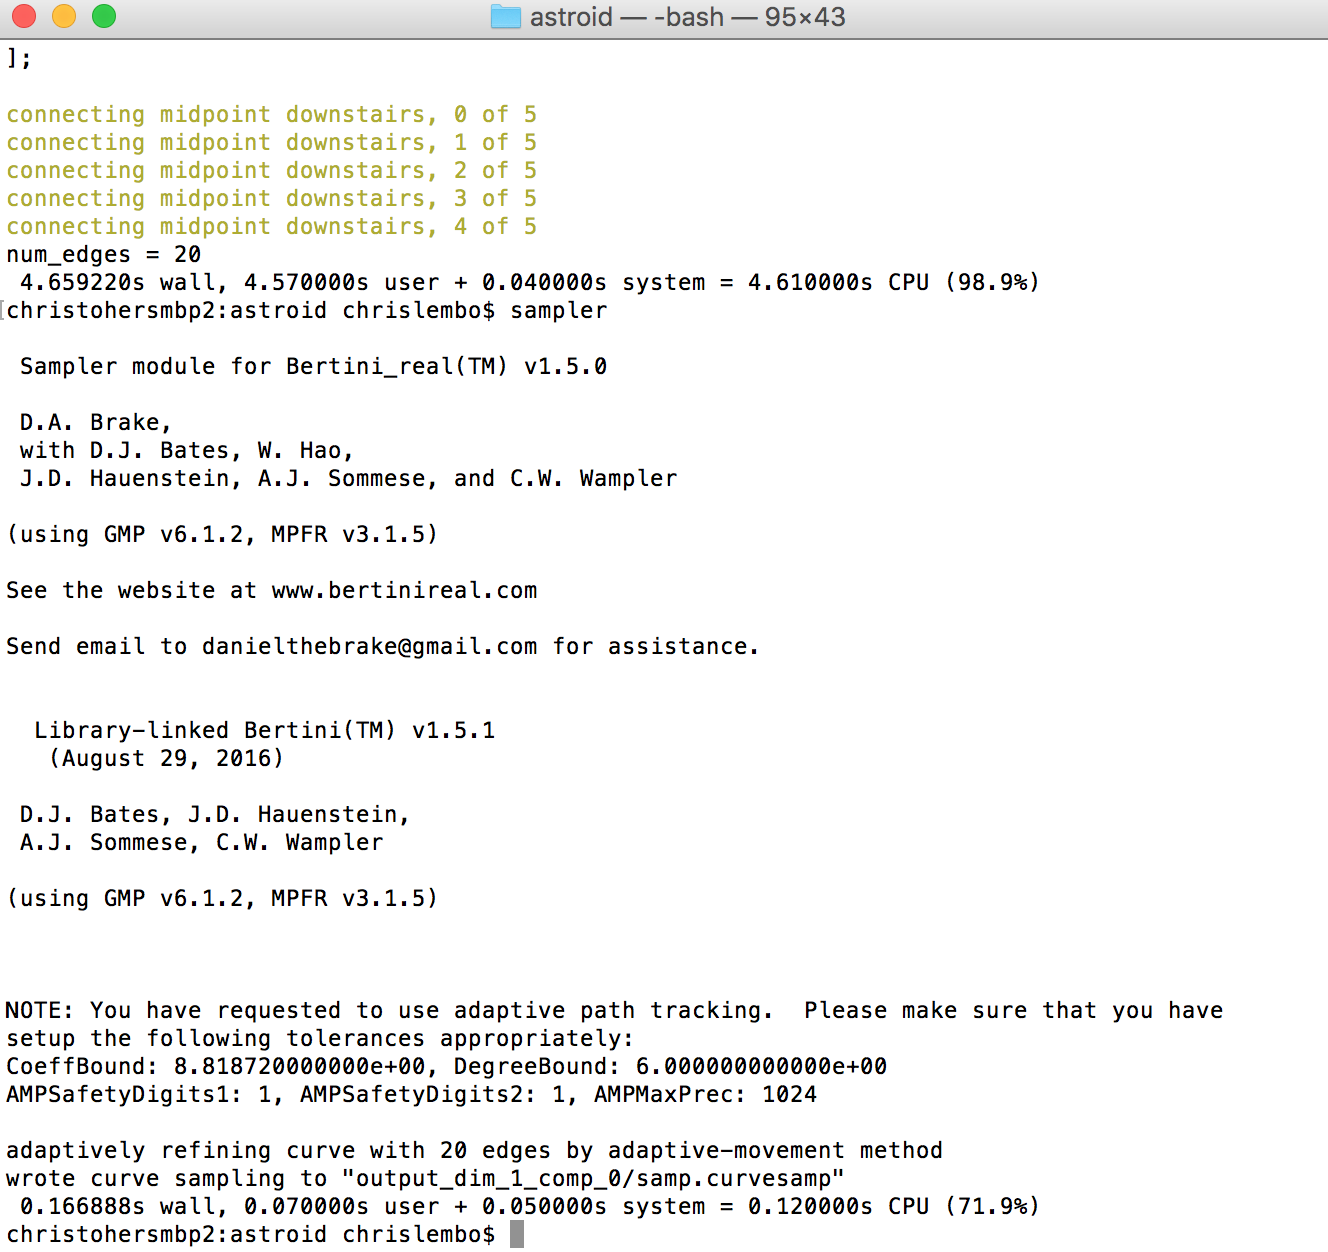 astroid — -bash — 95×43
];
connecting midpoint downstairs, 0 of 5
connecting midpoint downstairs, 1 of 5
connecting midpoint downstairs, 2 of 5
connecting midpoint downstairs, 3 of 5
connecting midpoint downstairs, 4 of 5
num_edges = 20
4.659220s wall, 4.570000s user + 0.040000s system = 4.610000s CPU (98.9%)
[christohersmbp2:astroid chrislembo$ sampler
Sampler module for Bertini_real(TM) v1.5.0
D.A. Brake,
with D.J. Bates, W. Hao,
J.D. Hauenstein, A.J. Sommese, and C.W. Wampler
(using GMP v6.1.2, MPFR v3.1.5)
See the website at www.bertinireal.com
Send email to danielthebrake@gmail.com for assistance.
Library-linked Bertini(TM) v1.5.1
(August 29, 2016)
D.J. Bates, J.D. Hauenstein,
A.J. Sommese, C.W. Wampler
(using GMP v6.1.2, MPFR v3.1.5)
NOTE: You have requested to use adaptive path tracking.  Please make sure that you have
setup the following tolerances appropriately:
CoeffBound: 8.818720000000e+00, DegreeBound: 6.000000000000e+00
AMPSafetyDigits1: 1, AMPSafetyDigits2: 1, AMPMaxPrec: 1024
adaptively refining curve with 20 edges by adaptive-movement method
wrote curve sampling to "output_dim_1_comp_0/samp.curvesamp"
0.166888s wall, 0.070000s user + 0.050000s system = 0.120000s CPU (71.9%)
christohersmbp2:astroid chrislembo$